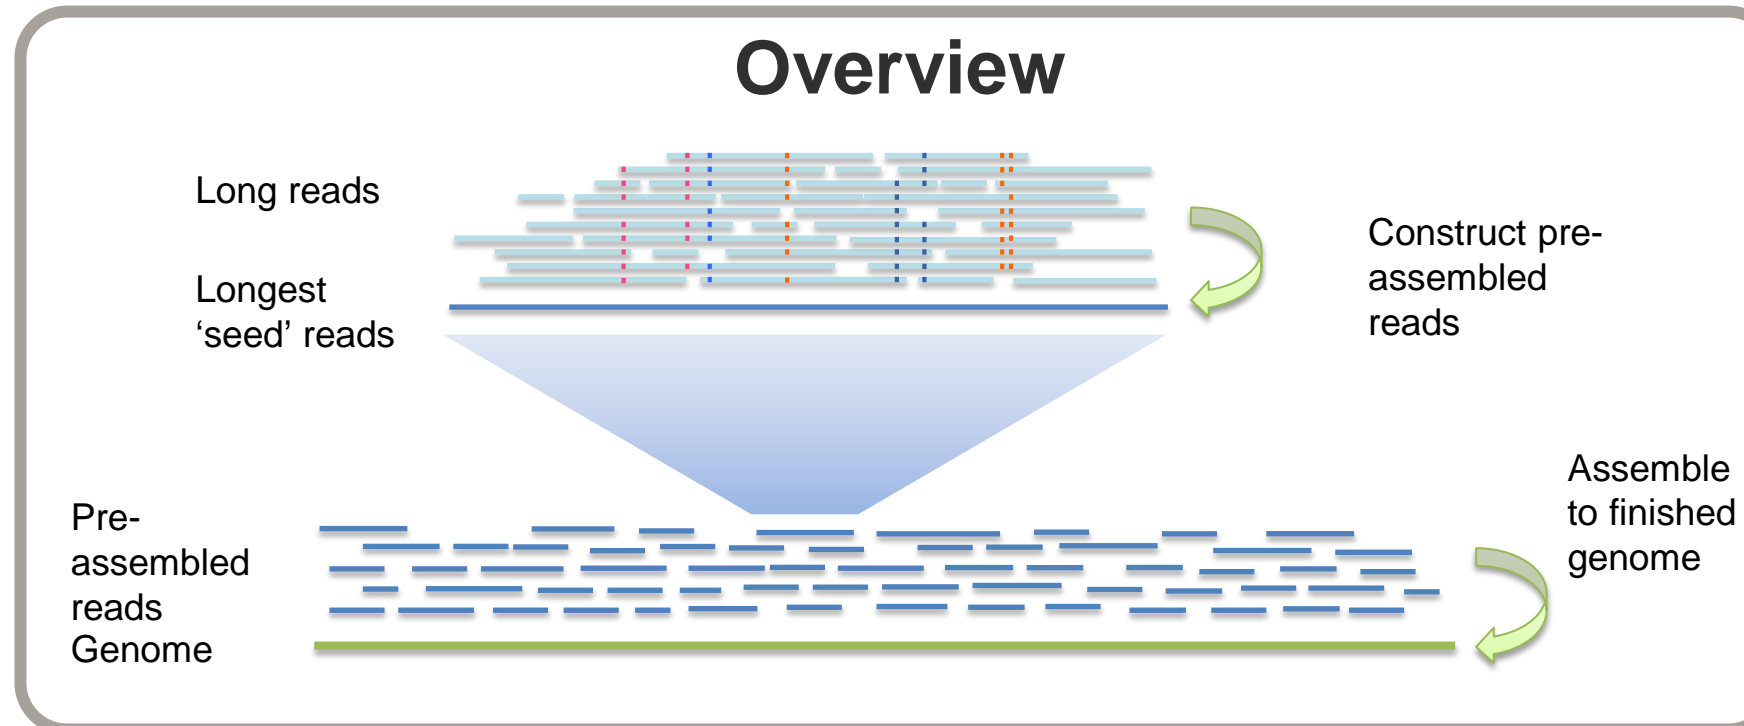 Overview
Long reads
Longest
‘seed’ reads
Construct pre-
assembled
reads
Pre-
assembled
reads
Genome
Assemble
to finished
genome